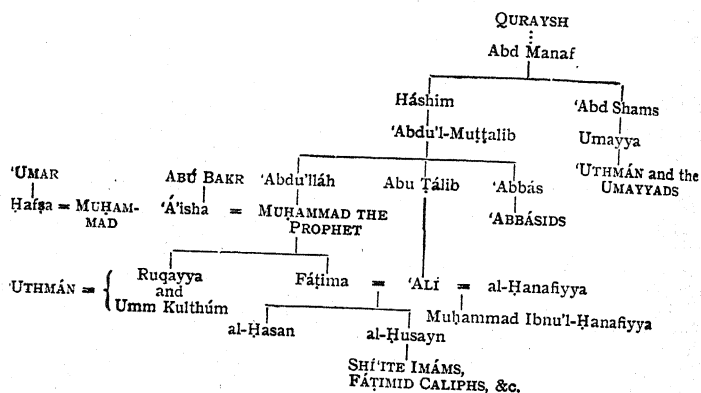 QURAYSH
Abd Manaf
Háshim
‘Abd Shams
‘Abdu’l-Muṭṭalib
Umayya
‘UTHMÁN and the
UMAYYADS
‘UMAR
ABÚ BAKR
‘Abdu’lláh
Abu Ṭálib
‘Abbás
Ḥafṣa = MUḤAM-
MAD
‘Á’isha = MUḤAMMAD THE
PROPHET
‘ABBÁSIDS
‘UTHMÁN = { Ruqayya
and
Umm Kulthúm
Fáṭima = ‘ALÍ = al-Ḥanafiyya
Muḥammad Ibnu’l-Ḥanafiyya
al-Ḥasan
al-Ḥusayn
SHÍ‘ITE IMÁMS,
FÁṬIMID CALIPHS, &c.